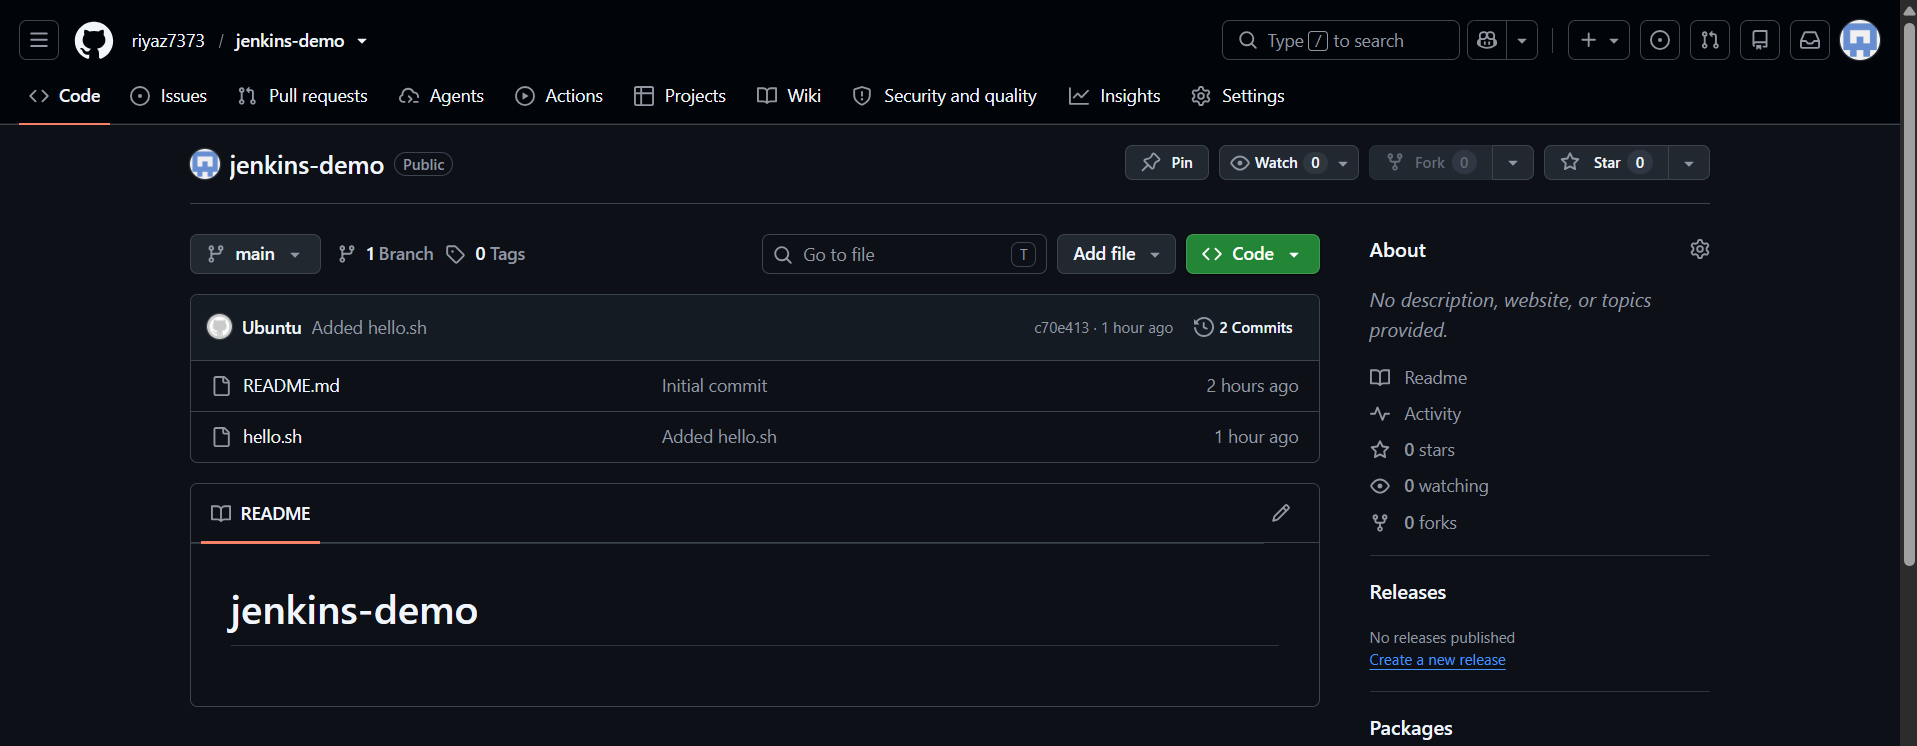 riyaz7373 / jenkins-demo
Type / to search
Code
Issues
Pull requests
Agents
Actions
Projects
Wiki
Security and quality
Insights
Settings
jenkins-demo Public
Pin
Watch 0
Fork 0
Star 0
main
1 Branch
0 Tags
Go to file T
Add file
Code
Ubuntu Added hello.sh c70e413 · 1 hour ago 2 Commits
README.md Initial commit 2 hours ago
hello.sh Added hello.sh 1 hour ago
README
jenkins-demo
About
No description, website, or topics
provided.
Readme
Activity
0 stars
0 watching
0 forks
Releases
No releases published
Create a new release
Packages